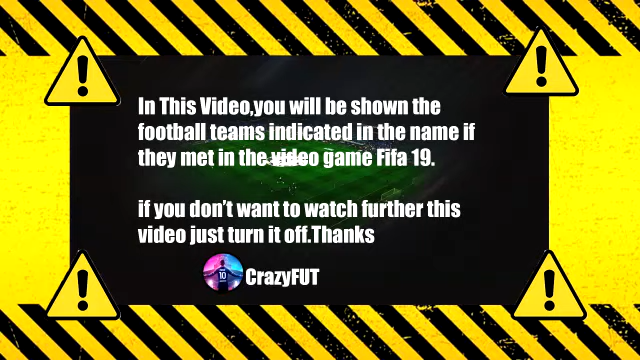 In This Video,you will be shown the
football teams indicated in the name if
they met in the video game Fifa 19.
if you don't want to watch further this
video just turn it off.Thanks
10
CrazyFUT